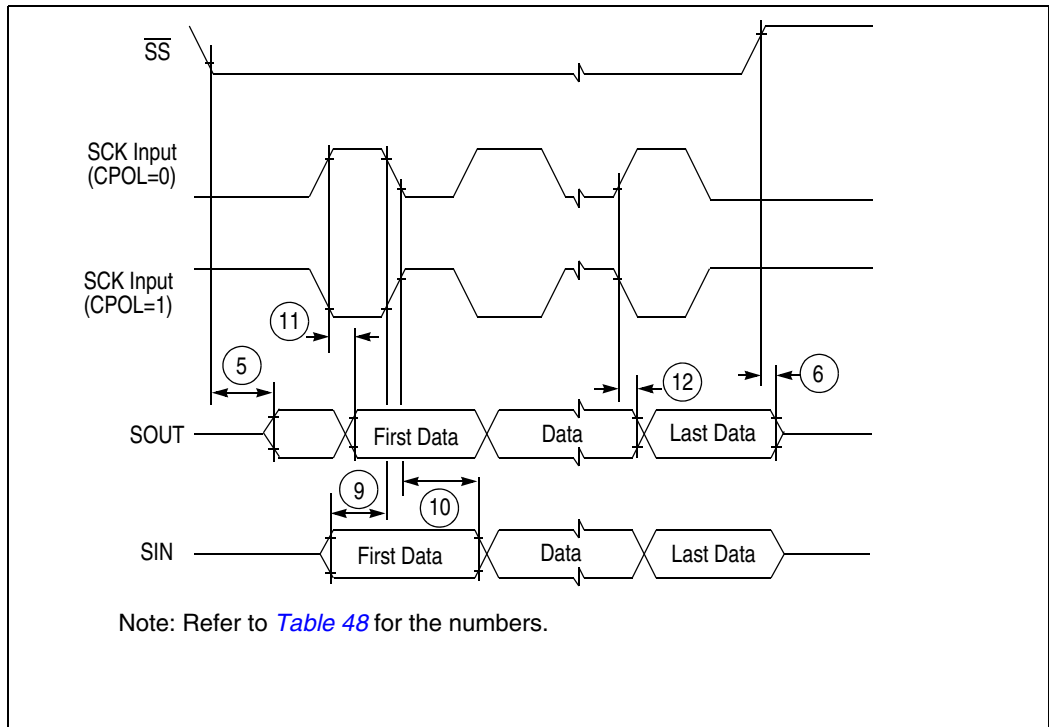 SS
SCK Input
(CPOL=0)
SCK Input
(CPOL=1)
11
5
12
6
SOUT
First Data
Data
Last Data
9
10
SIN
First Data
Data
Last Data
Note: Refer to Table 48 for the numbers.